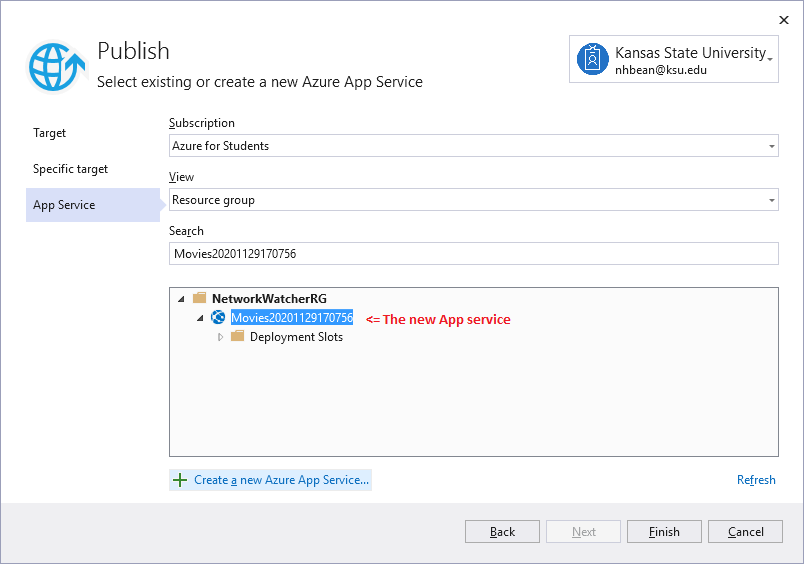 Publish
Select existing or create a new Azure App Service
Kansas State University
nhbean@ksu.edu
Target
Specific target
App Service
Subscription
Azure for Students
View
Resource group
Search
Movies20201129170756
NetworkWatcherRG
Movies20201129170756 <= The new App service
Deployment Slots
Create a new Azure App Service...
Refresh
Back
Next
Finish
Cancel